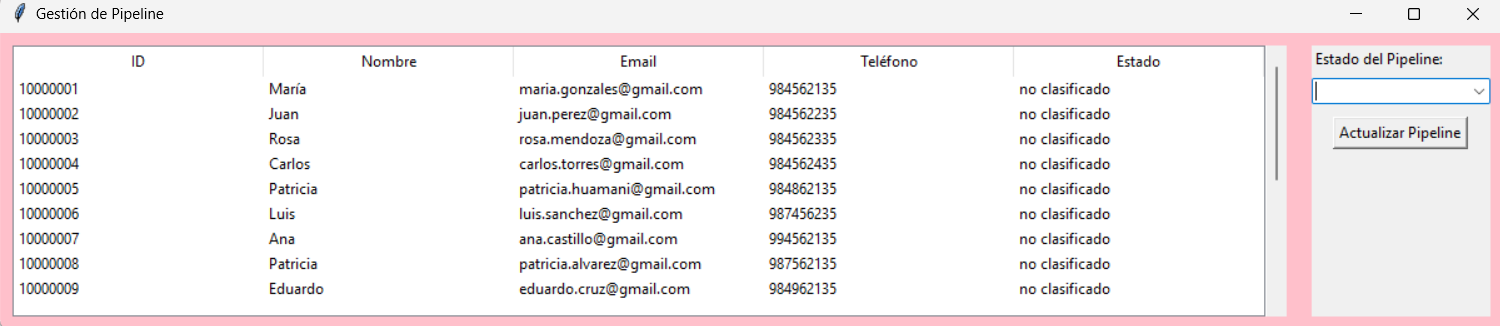 Gestión de Pipeline
ID Nombre Email Teléfono Estado
10000001 María maria.gonzales@gmail.com 984562135 no clasificado
10000002 Juan juan.perez@gmail.com 984562235 no clasificado
10000003 Rosa rosa.mendoza@gmail.com 984562335 no clasificado
10000004 Carlos carlos.torres@gmail.com 984562435 no clasificado
10000005 Patricia patricia.huamani@gmail.com 984862135 no clasificado
10000006 Luis luis.sanchez@gmail.com 987456235 no clasificado
10000007 Ana ana.castillo@gmail.com 994562135 no clasificado
10000008 Patricia patricia.alvarez@gmail.com 987562135 no clasificado
10000009 Eduardo eduardo.cruz@gmail.com 984962135 no clasificado
Estado del Pipeline:
Actualizar Pipeline